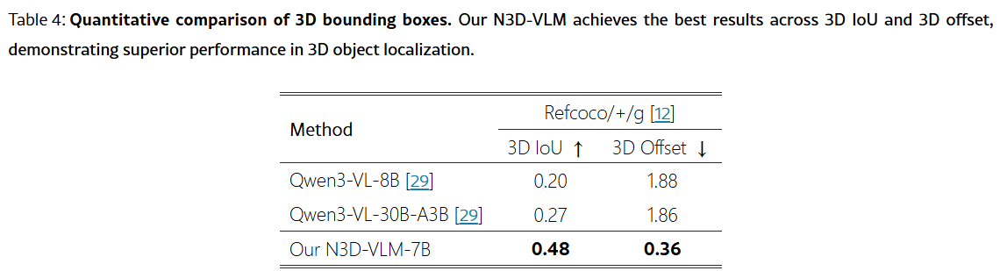 Table 4: Quantitative comparison of 3D bounding boxes. Our N3D-VLM achieves the best results across 3D IoU and 3D offset,
demonstrating superior performance in 3D object localization.
Method
Refcoco/+/g [12]
3D IoU ↑ 3D Offset ↓
Qwen3-VL-8B [29] 0.20 1.88
Qwen3-VL-30B-A3B [29] 0.27 1.86
Our N3D-VLM-7B 0.48 0.36